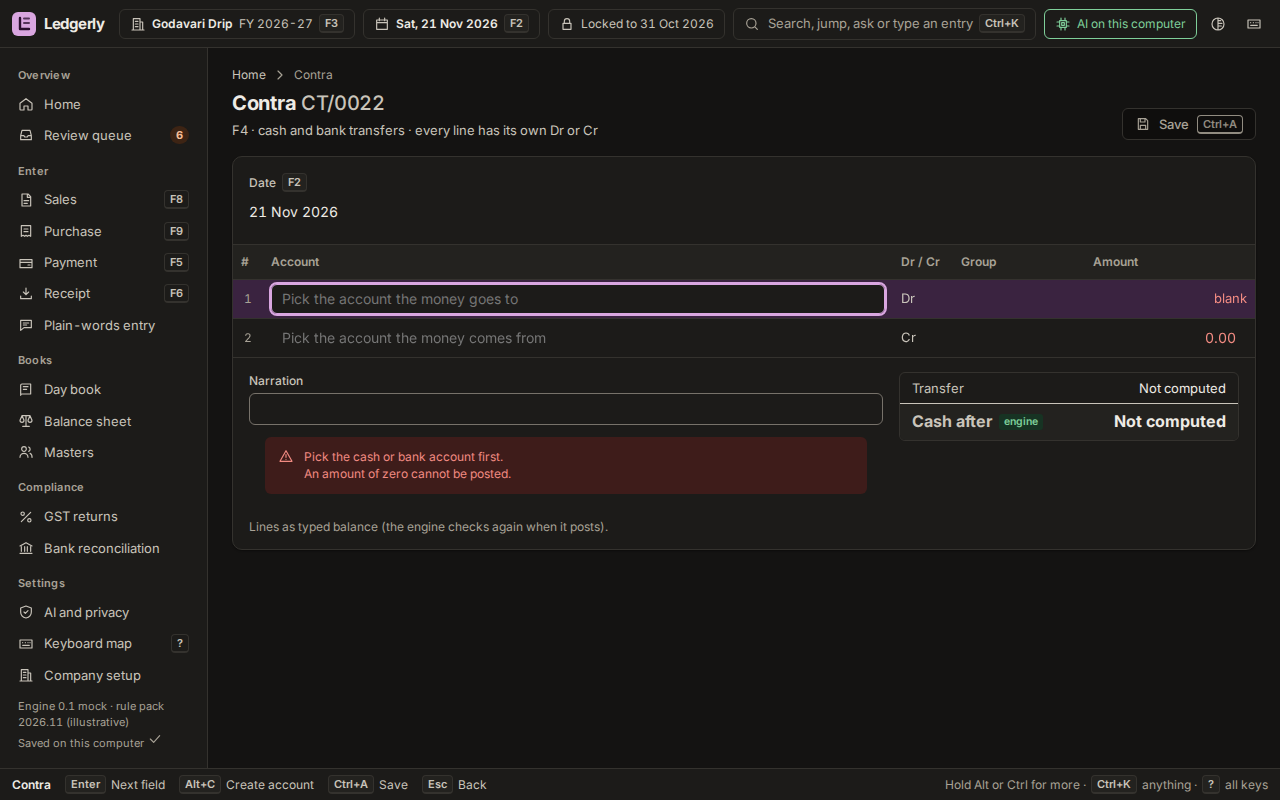 Ledgerly
Godavari Drip FY 2026-27 F3
Sat, 21 Nov 2026 F2
Locked to 31 Oct 2026
Search, jump, ask or type an entry Ctrl+K
AI on this computer
Overview
Home
Review queue 6
Enter
Sales F8
Purchase F9
Payment F5
Receipt F6
Plain-words entry
Books
Day book
Balance sheet
Masters
Compliance
GST returns
Bank reconciliation
Settings
AI and privacy
Keyboard map ?
Company setup
Engine 0.1 mock · rule pack
2026.11 (illustrative)
Saved on this computer
Home Contra
Contra CT/0022
F4 · cash and bank transfers · every line has its own Dr or Cr
Save Ctrl+A
Date F2
21 Nov 2026
# Account Dr / Cr Group Amount
1 Pick the account the money goes to Dr blank
2 Pick the account the money comes from Cr 0.00
Narration
Transfer Not computed
Cash after engine Not computed
Pick the cash or bank account first.
An amount of zero cannot be posted.
Lines as typed balance (the engine checks again when it posts).
Contra Enter Next field Alt+C Create account Ctrl+A Save Esc Back
Hold Alt or Ctrl for more · Ctrl+K anything · ? all keys